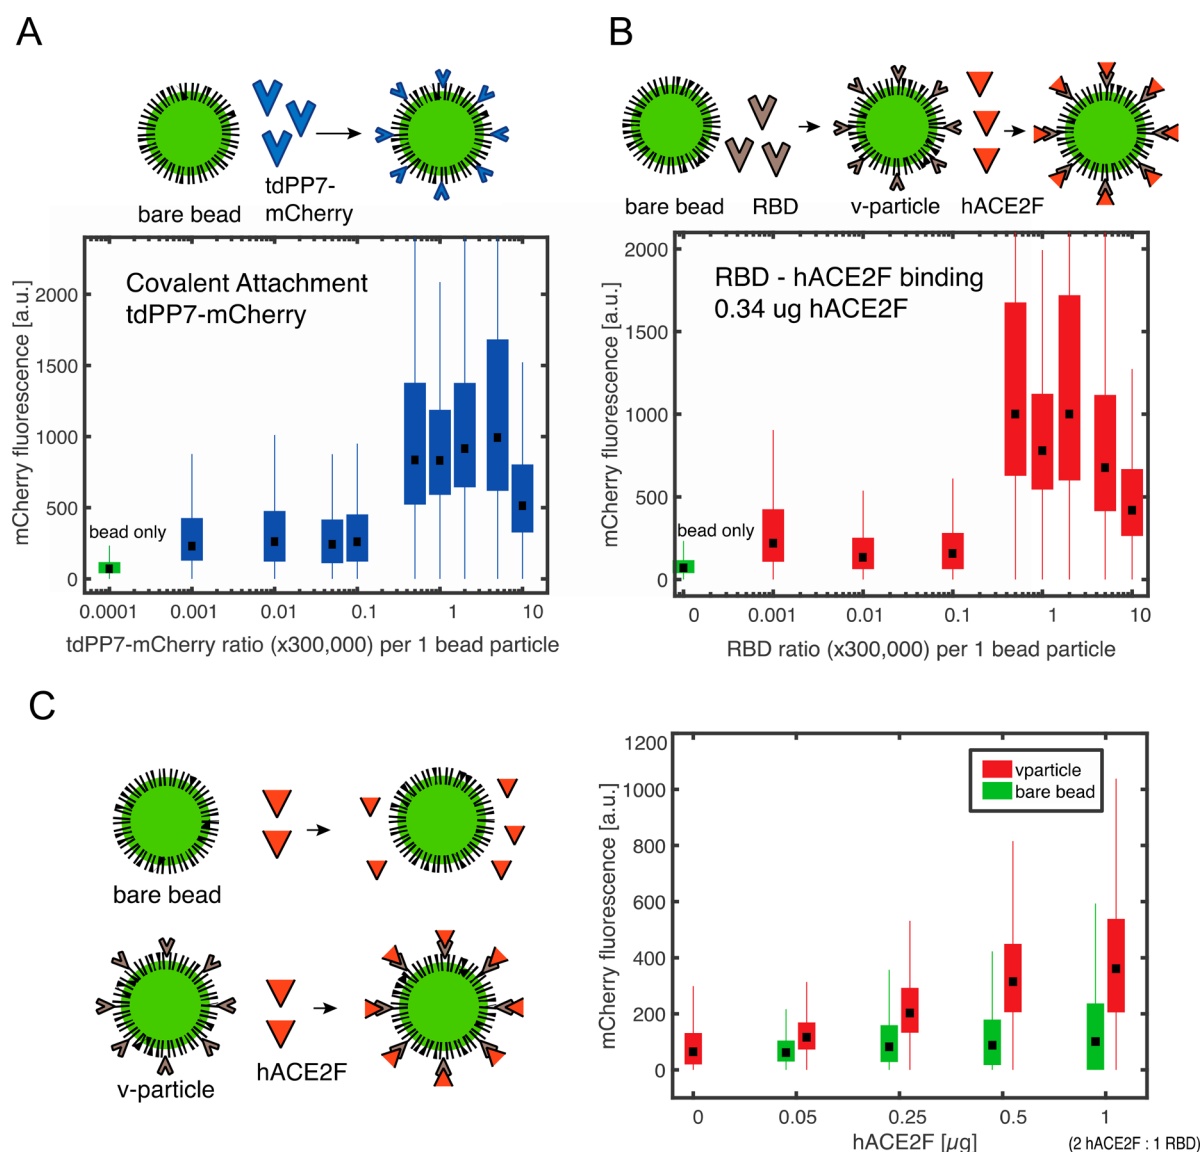 A
bare bead
tdPP7-
mCherry
Covalent Attachment
tdPP7-mCherry
bead only
mCherry fluorescence [a.u.]
2000
1500
1000
500
0
0.0001
0.001
0.01
0.1
1
10
tdPP7-mCherry ratio (x300,000) per 1 bead particle
B
bare bead
RBD
v-particle
hACE2F
RBD - hACE2F binding
0.34 ug hACE2F
bead only
mCherry fluorescence [a.u.]
2000
1500
1000
500
0
0
0.001
0.01
0.1
1
10
RBD ratio (x300,000) per 1 bead particle
C
bare bead
v-particle
hACE2F
vparticle
bare bead
mCherry fluorescence [a.u.]
1200
1000
800
600
400
200
0
0
0.05
0.25
0.5
1
hACE2F [µg]
(2 hACE2F : 1 RBD)